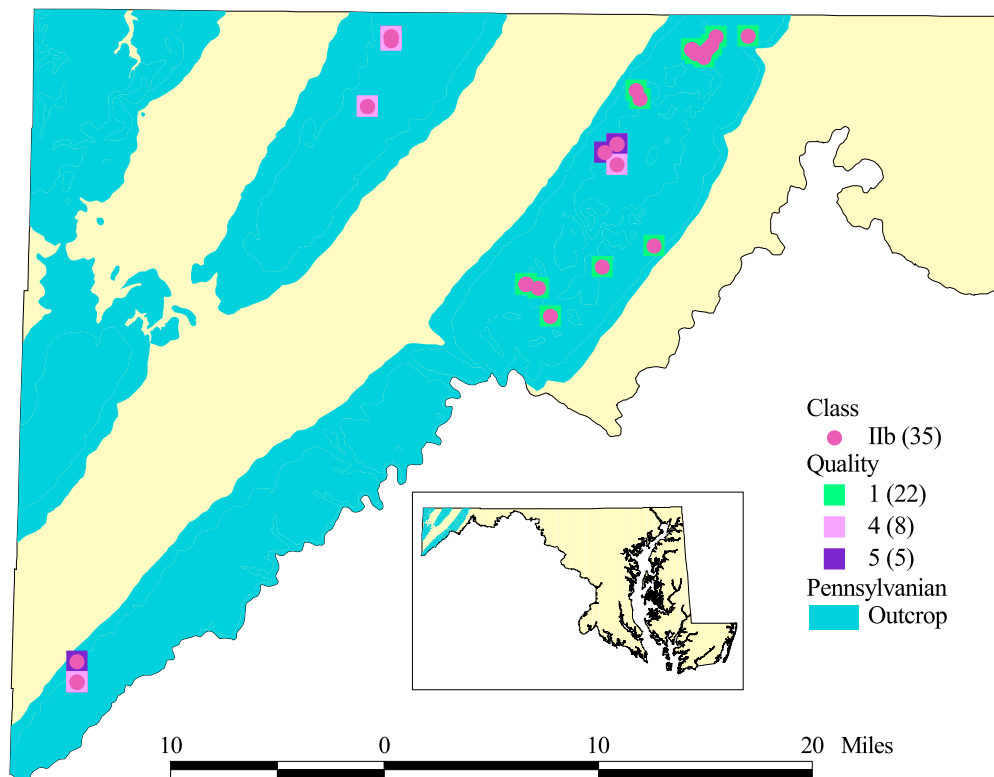 Class
IIb (35)
Quality
1 (22)
4 (8)
5 (5)
Pennsylvanian
Outcrop
10 0 10 20 Miles